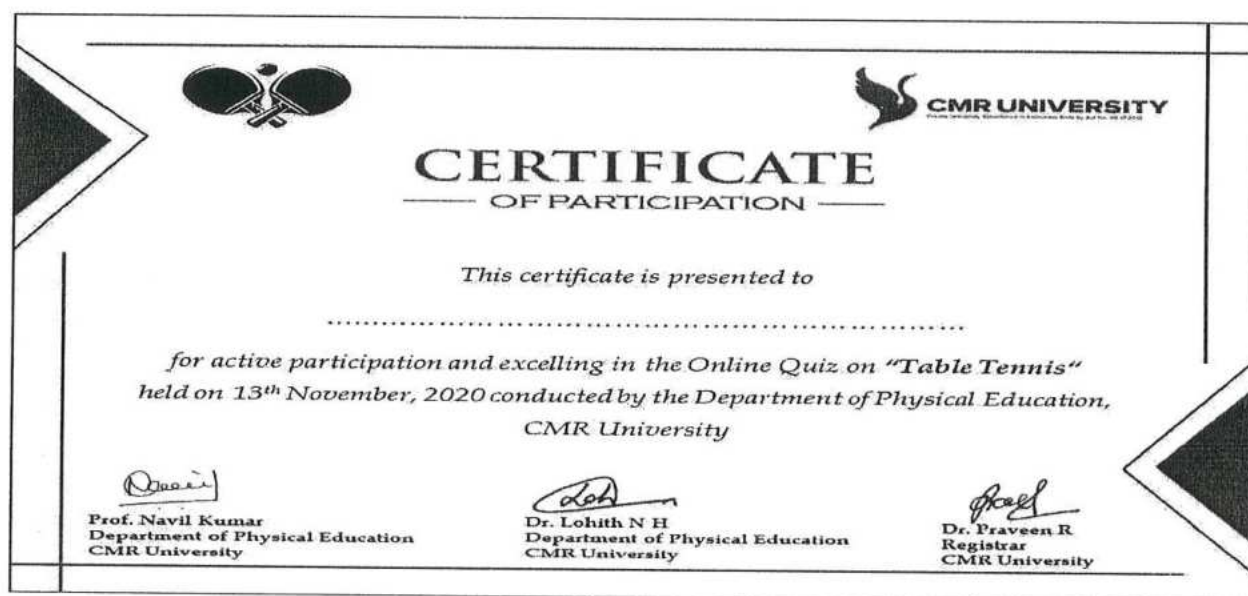 CMR UNIVERSITY
CERTIFICATE
OF PARTICIPATION
This certificate is presented to
................................................................
for active participation and excelling in the Online Quiz on “Table Tennis“
held on 13th November, 2020 conducted by the Department of Physical Education,
CMR University
Prof. Navil Kumar
Department of Physical Education
CMR University
Dr. Lohith N H
Department of Physical Education
CMR University
Dr. Praveen R
Registrar
CMR University